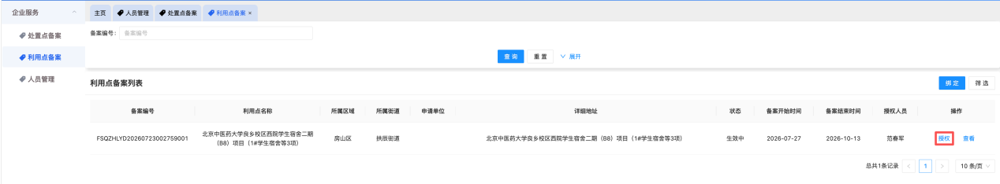 企业服务
主页 人员管理 处置点备案 利用点备案 ×
处置点备案
利用点备案
人员管理
备案编号: 备案编号
查 询 重 置 展开
利用点备案列表
绑 定 筛 选
备案编号 利用点名称 所属区域 所属街道 申请单位 详细地址 状态 备案开始时间 备案结束时间 授权人员 操作
FSQZHLYD20260723002759001 北京中医药大学良乡校区西院学生宿舍二期（B8）项目（1#学生宿舍等3项） 房山区 拱辰街道 北京中医药大学良乡校区西院学生宿舍二期（B8）项目（1#学生宿舍等3项） 生效中 2026-07-27 2026-10-13 范春军 授权 查看
总共1条记录 < 1 > 10 条/页